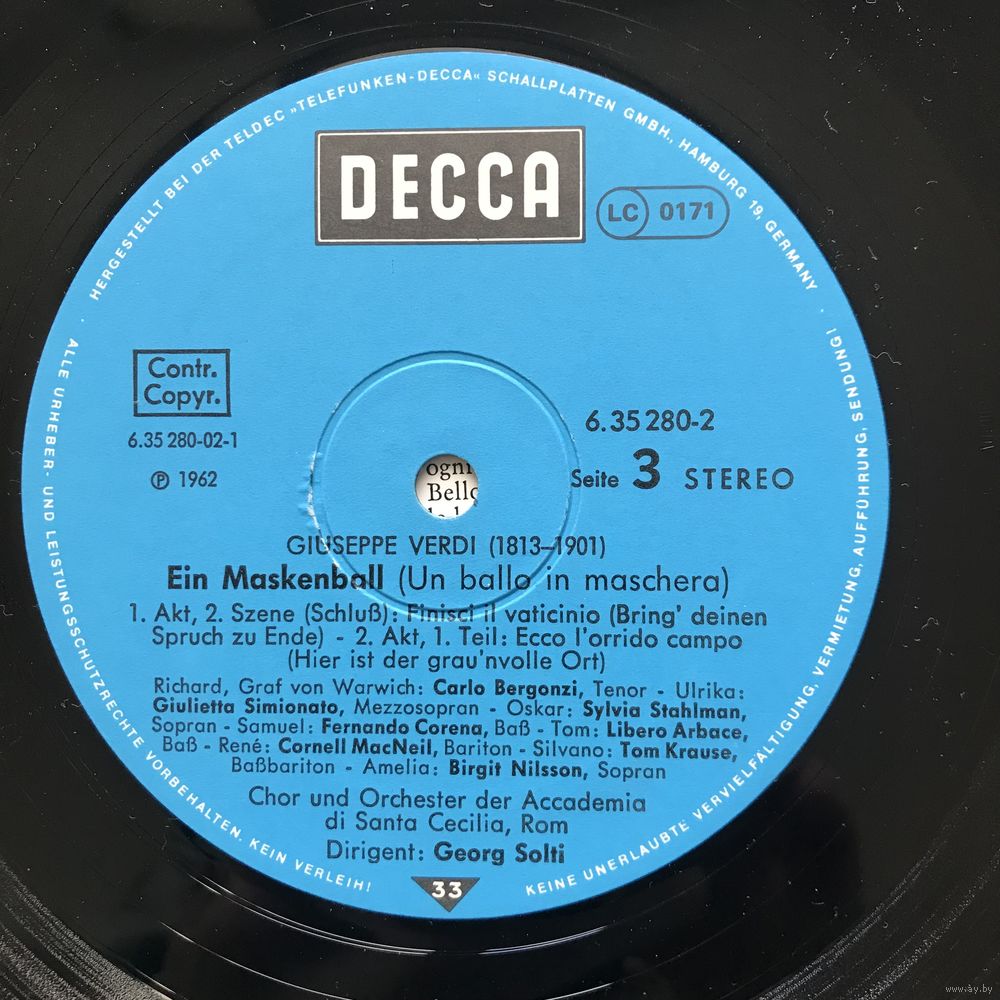 HERGESTELLT BEI DER TELDEC »TELEFUNKEN-DECCA« SCHALLPLATTEN GMBH., HAMBURG 19, GERMANY ·
DECCA
LC 0171
Contr.
Copyr.
6.35 280-02-1
Ⓟ 1962
6.35 280-2
Seite 3 STEREO
ogni
GIUSEPPE VERDI (1813–1901)
Ein Maskenball (Un ballo in maschera)
1. Akt, 2. Szene (Schluß): Finisci il vaticinio (Bring' deinen
Spruch zu Ende) - 2. Akt, 1. Teil: Ecco l'orrido campo
(Hier ist der grau'nvolle Ort)
Richard, Graf von Warwich: Carlo Bergonzi, Tenor - Ulrika:
Giulietta Simionato, Mezzosopran - Oskar: Sylvia Stahlman,
Sopran - Samuel: Fernando Corena, Baß - Tom: Libero Arbace,
Baß - René: Cornell MacNeil, Bariton - Silvano: Tom Krause,
Baßbariton - Amelia: Birgit Nilsson, Sopran
Chor und Orchester der Accademia
di Santa Cecilia, Rom
Dirigent: Georg Solti
33
ALLE URHEBER- UND LEISTUNGSSCHUTZRECHTE VORBEHALTEN. KEIN VERLEIH!
KEINE UNERLAUBTE VERVIELFÄLTIGUNG, VERMIETUNG, AUFFÜHRUNG, SENDUNG!
www.ay.by